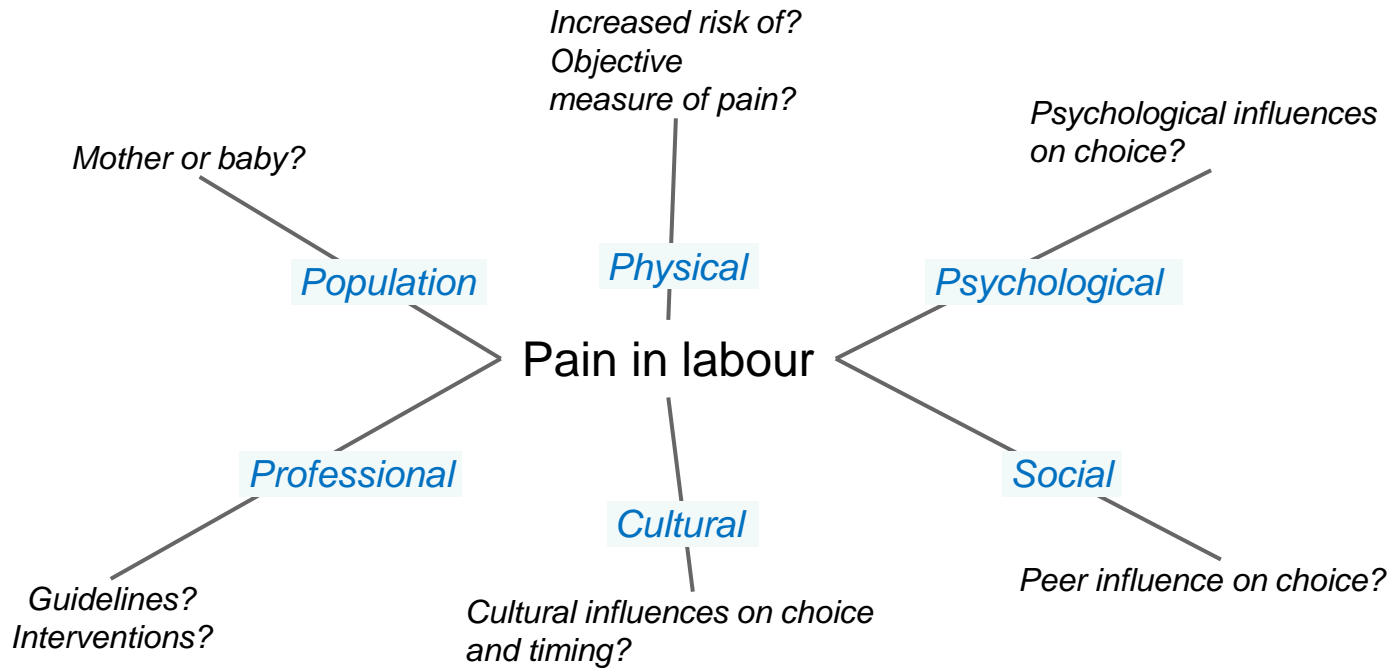 Increased risk of?
Objective
measure of pain?
Psychological influences
on choice?
Mother or baby?
Population
Physical
Psychological
Pain in labour
Professional
Cultural
Social
Guidelines?
Interventions?
Cultural influences on choice
and timing?
Peer influence on choice?